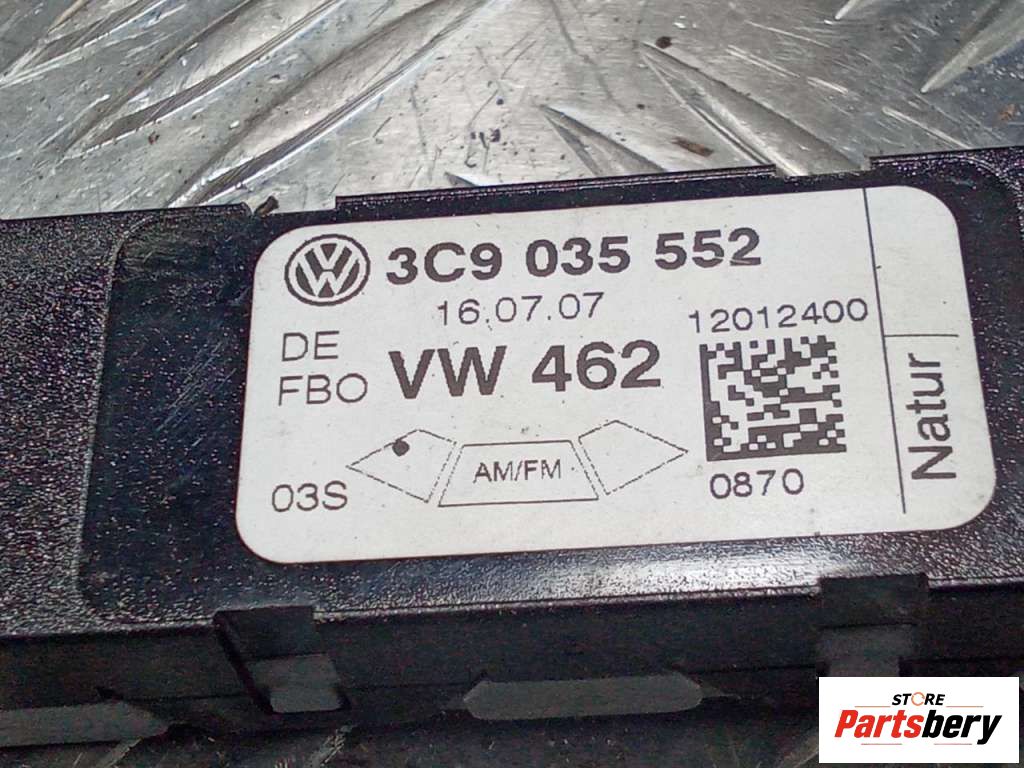 3C9 035 552
16.07.07
12012400
DE
FBO
VW 462
AM/FM
03S
0870
Natur
STORE
Partsbery